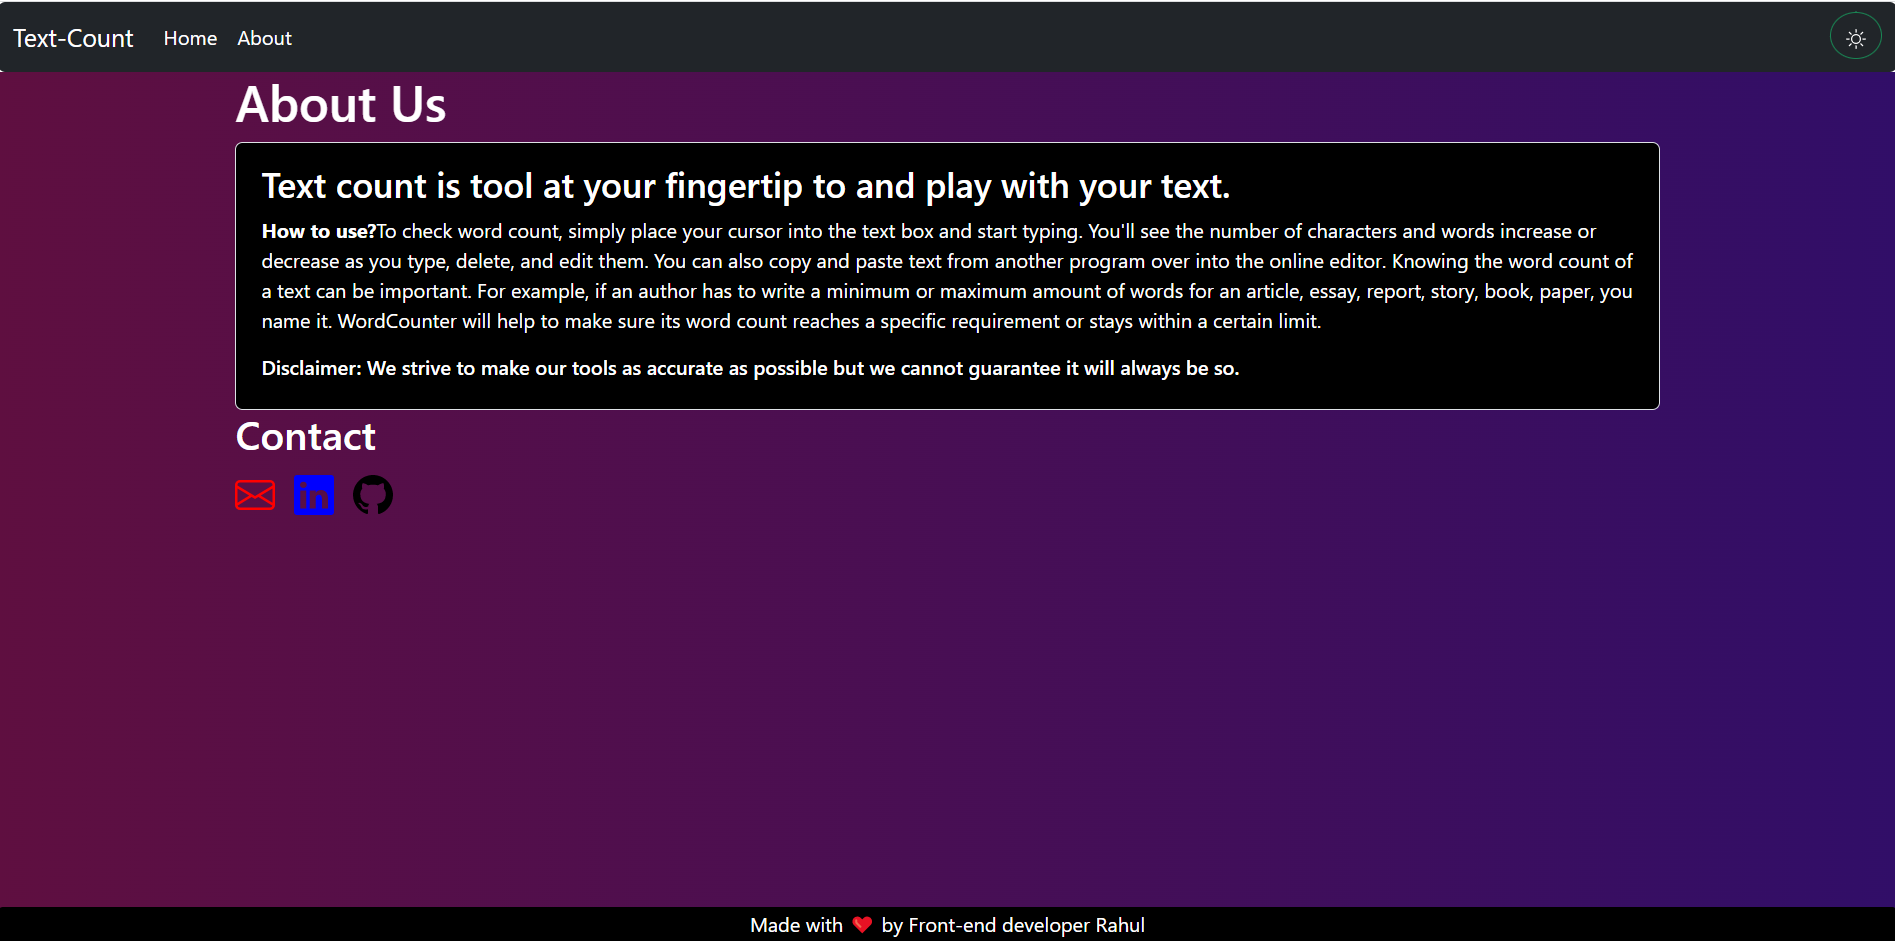 Text-Count Home About
About Us
Text count is tool at your fingertip to and play with your text.
How to use?To check word count, simply place your cursor into the text box and start typing. You'll see the number of characters and words increase or
decrease as you type, delete, and edit them. You can also copy and paste text from another program over into the online editor. Knowing the word count of
a text can be important. For example, if an author has to write a minimum or maximum amount of words for an article, essay, report, story, book, paper, you
name it. WordCounter will help to make sure its word count reaches a specific requirement or stays within a certain limit.
Disclaimer: We strive to make our tools as accurate as possible but we cannot guarantee it will always be so.
Contact
in
Made with ❤️ by Front-end developer Rahul